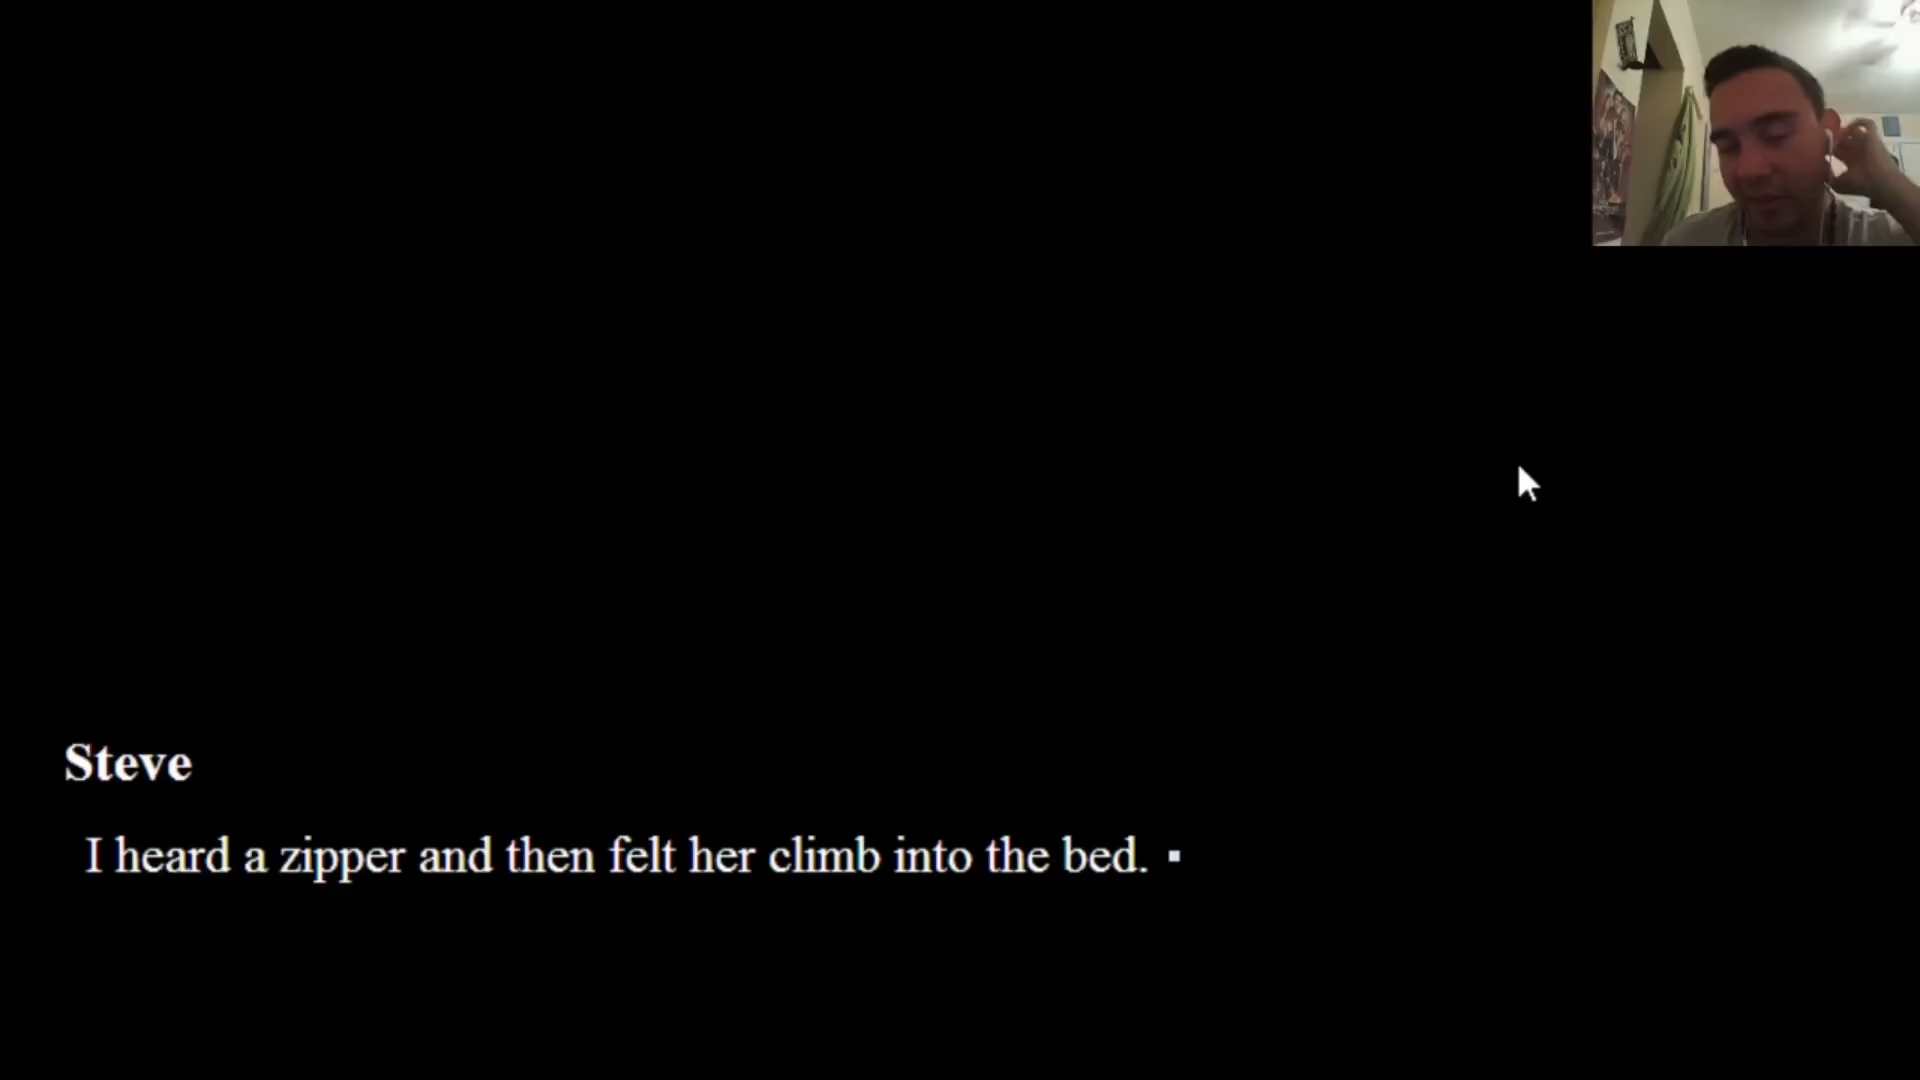 Steve
I heard a zipper and then felt her climb into the bed.